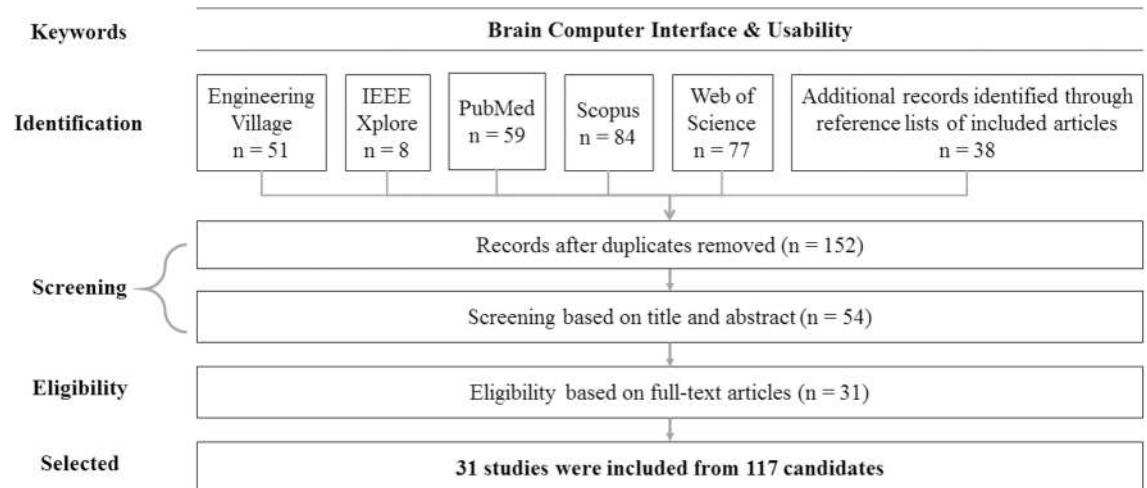 Keywords
Brain Computer Interface & Usability
Identification
Engineering
Village
n = 51
IEEE
Xplore
n = 8
PubMed
n = 59
Scopus
n = 84
Web of
Science
n = 77
Additional records identified through
reference lists of included articles
n = 38
Screening
Records after duplicates removed (n = 152)
Screening based on title and abstract (n = 54)
Eligibility
Eligibility based on full-text articles (n = 31)
Selected
31 studies were included from 117 candidates